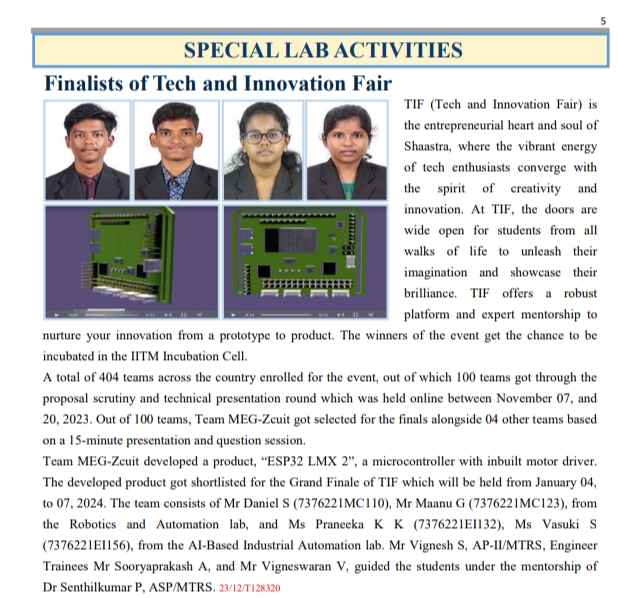 5
SPECIAL LAB ACTIVITIES
Finalists of Tech and Innovation Fair
TIF (Tech and Innovation Fair) is
the entrepreneurial heart and soul of
Shaastra, where the vibrant energy
of tech enthusiasts converge with
the spirit of creativity and
innovation. At TIF, the doors are
wide open for students from all
walks of life to unleash their
imagination and showcase their
brilliance. TIF offers a robust
platform and expert mentorship to
nurture your innovation from a prototype to product. The winners of the event get the chance to be
incubated in the IITM Incubation Cell.
A total of 404 teams across the country enrolled for the event, out of which 100 teams got through the
proposal scrutiny and technical presentation round which was held online between November 07, and
20, 2023. Out of 100 teams, Team MEG-Zcuit got selected for the finals alongside 04 other teams based
on a 15-minute presentation and question session.
Team MEG-Zcuit developed a product, “ESP32 LMX 2”, a microcontroller with inbuilt motor driver.
The developed product got shortlisted for the Grand Finale of TIF which will be held from January 04,
to 07, 2024. The team consists of Mr Daniel S (7376221MC110), Mr Maanu G (7376221MC123), from
the Robotics and Automation lab, and Ms Praneeka K K (7376221EI132), Ms Vasuki S
(7376221EI156), from the AI-Based Industrial Automation lab. Mr Vignesh S, AP-II/MTRS, Engineer
Trainees Mr Sooryaprakash A, and Mr Vigneswaran V, guided the students under the mentorship of
Dr Senthilkumar P, ASP/MTRS. 23/12/T128320